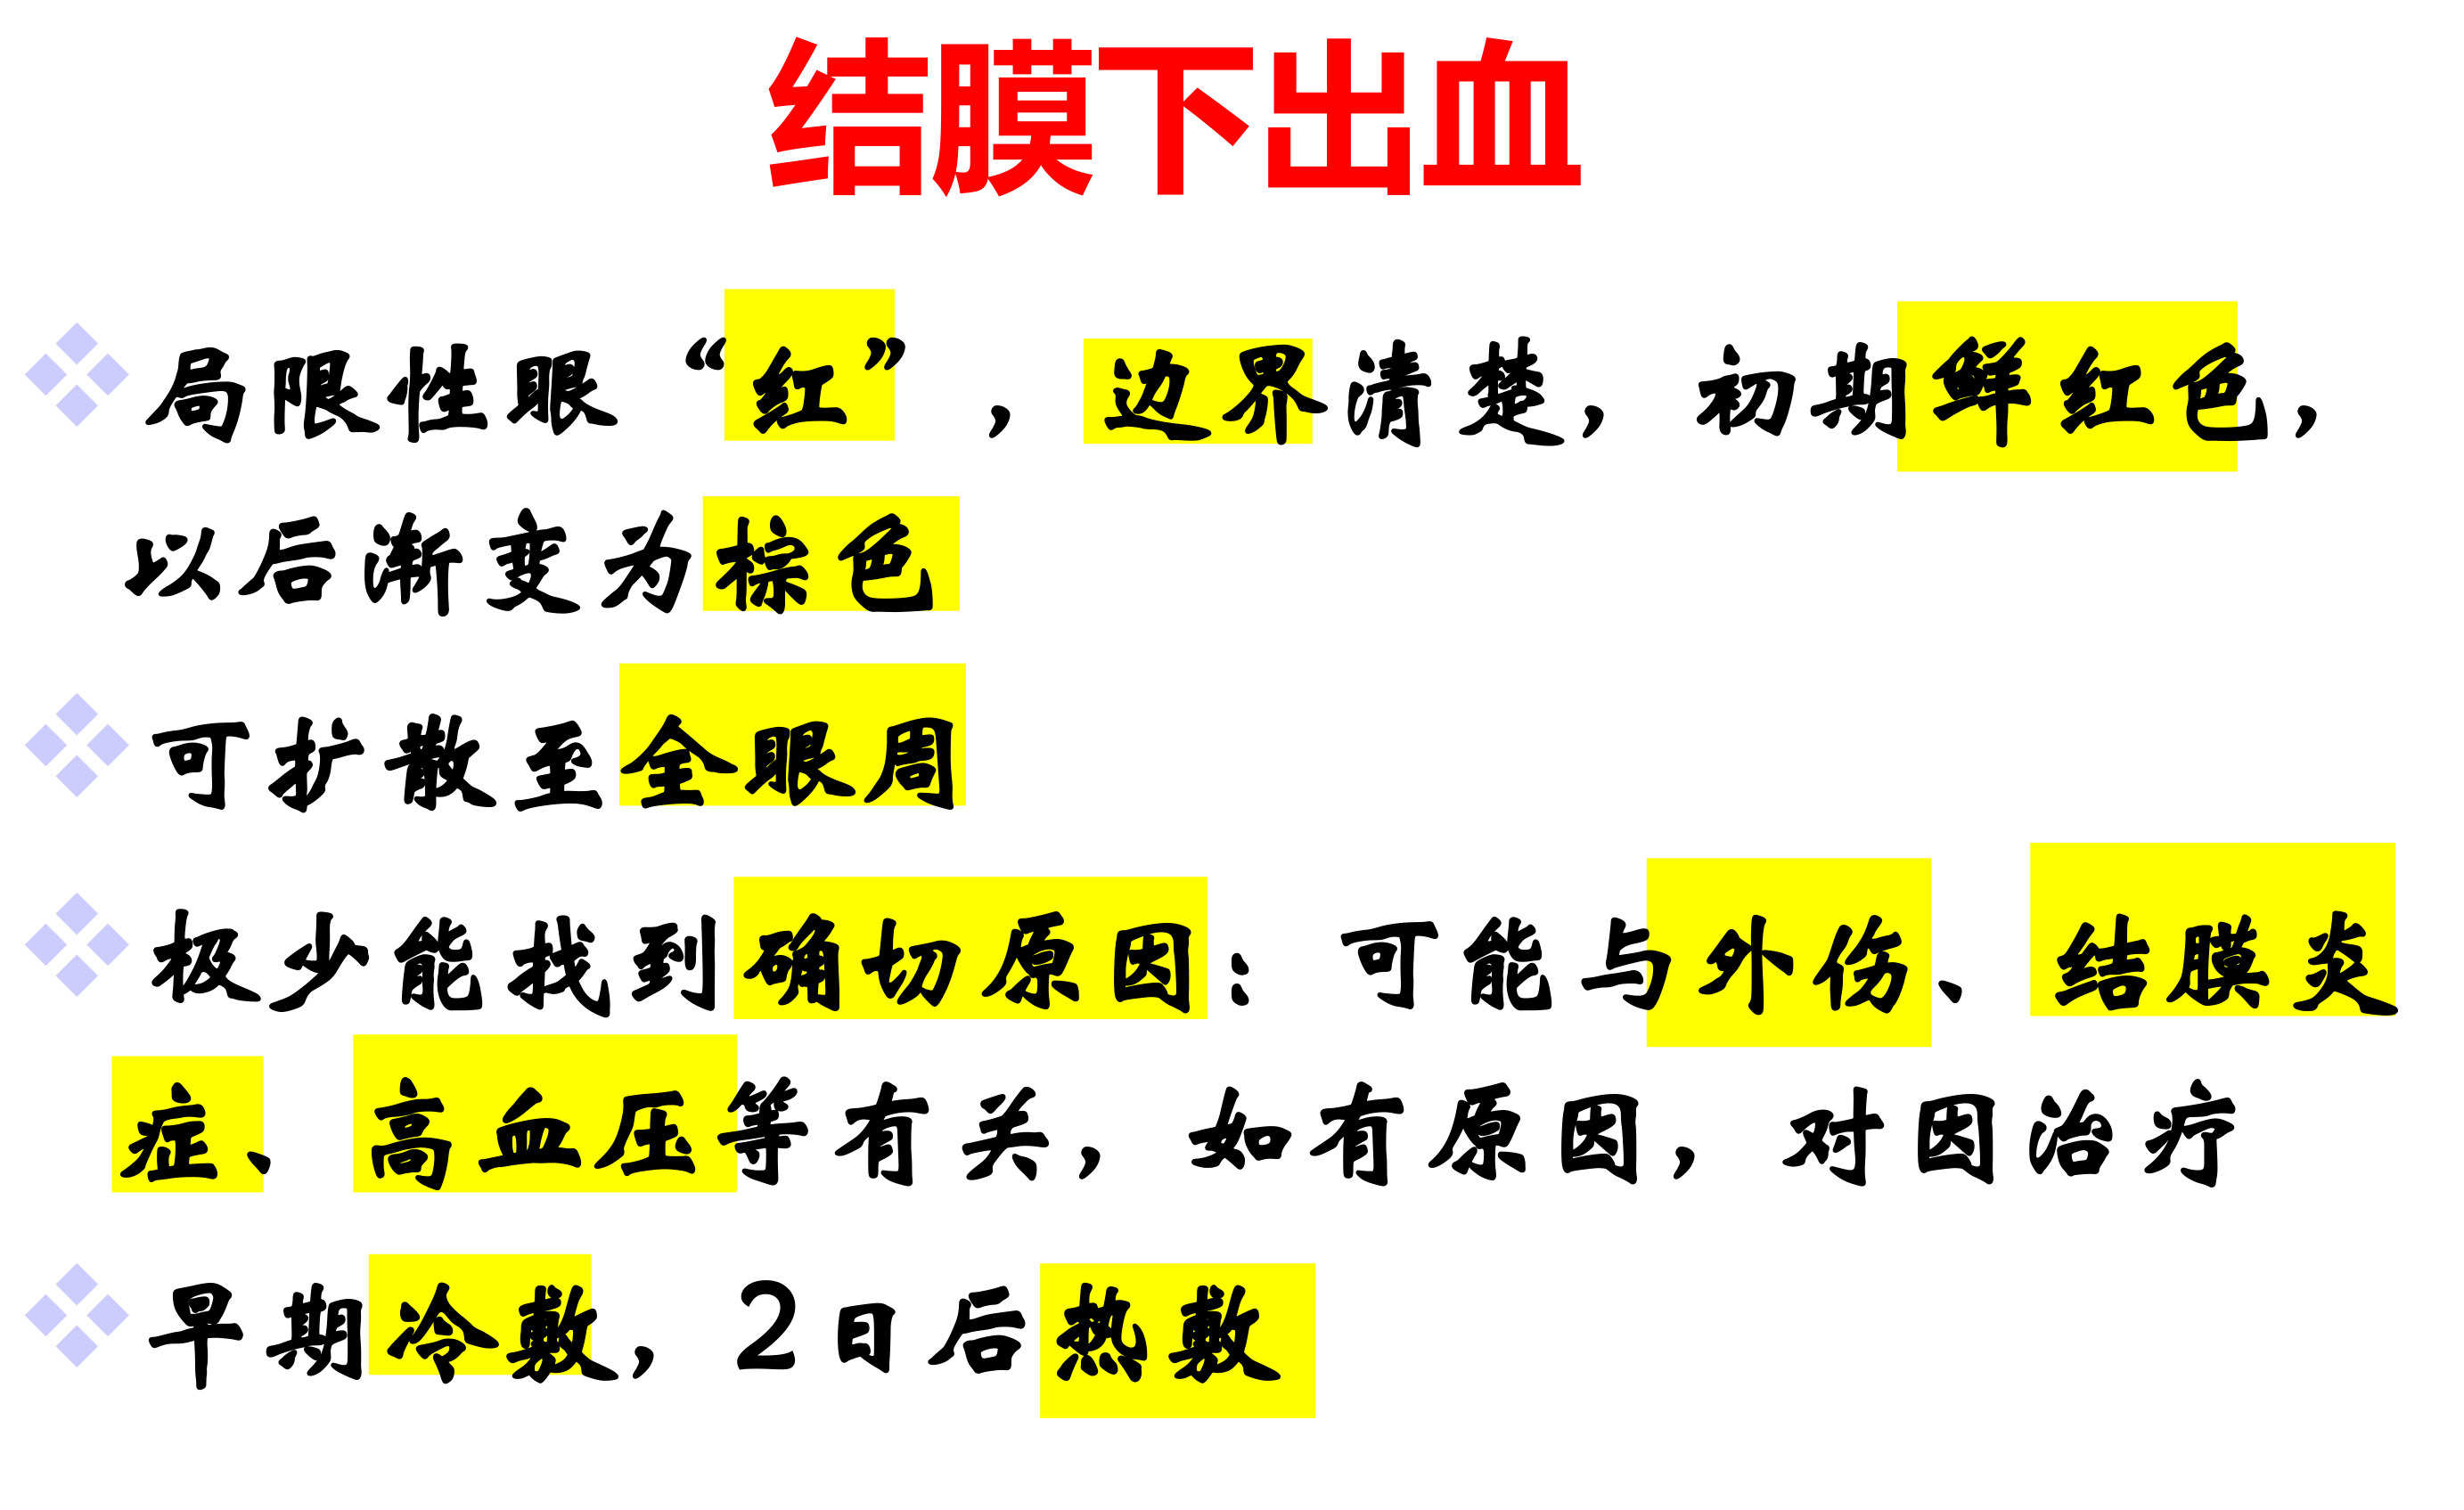 结膜下出血
局限性眼“红”，边界清楚，初期鲜红色，
以后渐变为棕色
可扩散至全眼周
极少能找到确切原因：可能与外伤、结膜炎
症、高血压等有关，如有原因，对因治疗
早期冷敷，2日后热敷